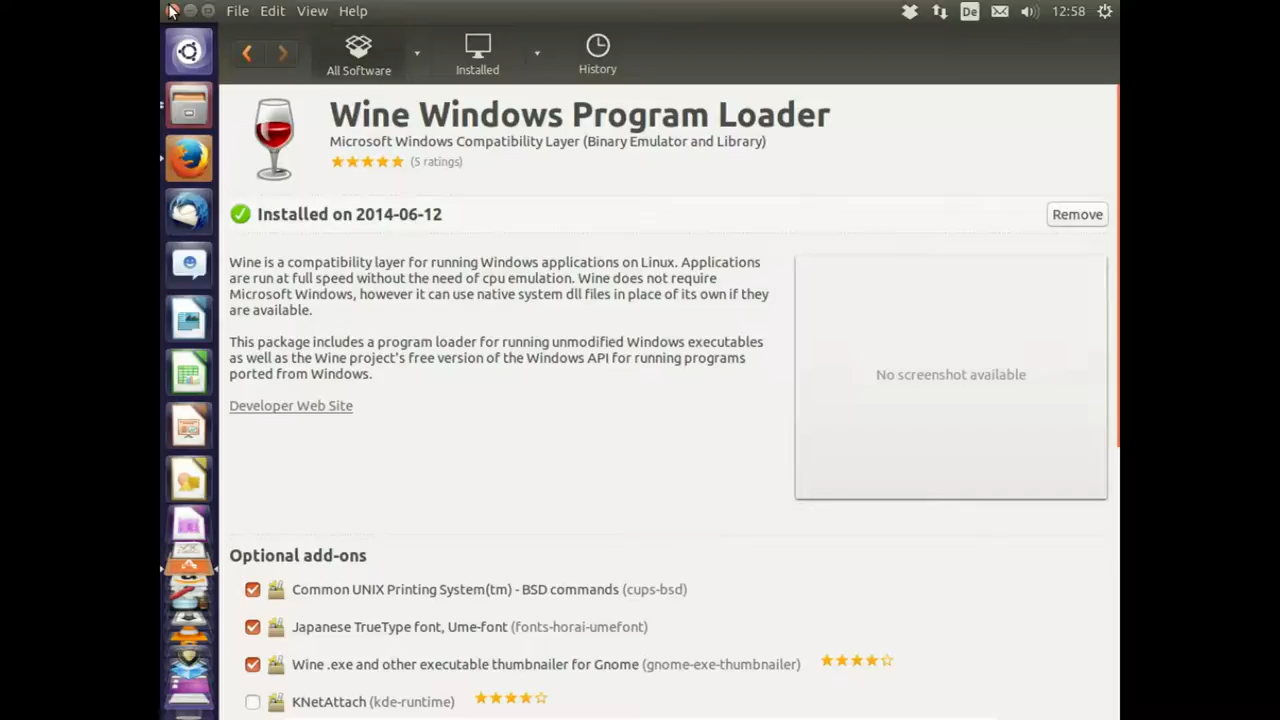 File Edit View Help
De
12:58
All Software
Installed
History
Wine Windows Program Loader
Microsoft Windows Compatibility Layer (Binary Emulator and Library)
(5 ratings)
Installed on 2014-06-12
Remove
Wine is a compatibility layer for running Windows applications on Linux. Applications
are run at full speed without the need of cpu emulation. Wine does not require
Microsoft Windows, however it can use native system dll files in place of its own if they
are available.
This package includes a program loader for running unmodified Windows executables
as well as the Wine project's free version of the Windows API for running programs
ported from Windows.
Developer Web Site
No screenshot available
Optional add-ons
Common UNIX Printing System(tm) - BSD commands (cups-bsd)
Japanese TrueType font, Ume-font (fonts-horai-umefont)
Wine .exe and other executable thumbnailer for Gnome (gnome-exe-thumbnailer)
KNetAttach (kde-runtime)